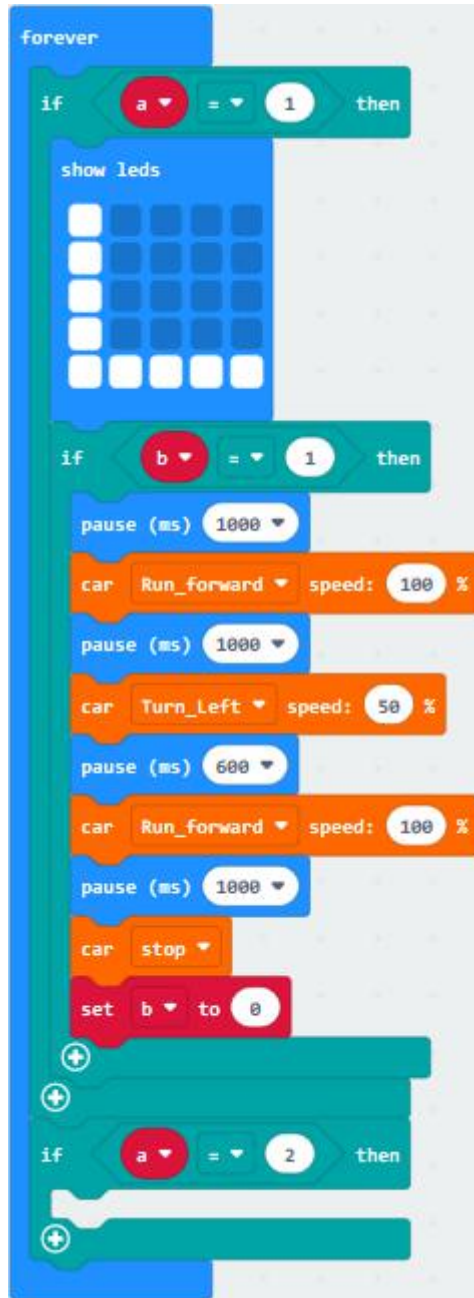 forever
if a = 1 then
show leds
if b = 1 then
pause (ms) 1000
car Run_forward speed: 100 %
pause (ms) 1000
car Turn_Left speed: 50 %
pause (ms) 600
car Run_forward speed: 100 %
pause (ms) 1000
car stop
set b to 0
if a = 2 then